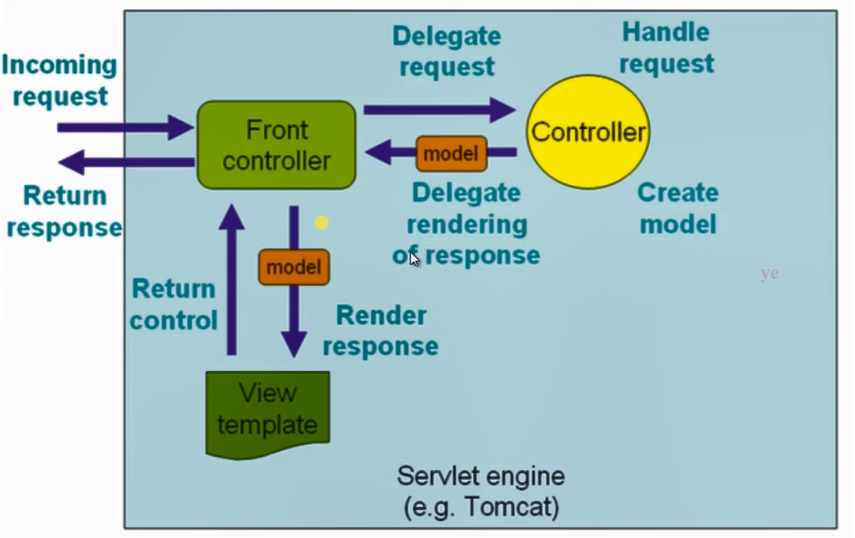 Incoming
request
Return
response
Front
controller
Delegate
request
Handle
request
Controller
model
Delegate
rendering
of response
Create
model
ye
model
Return
control
Render
response
View
template
Servlet engine
(e.g. Tomcat)